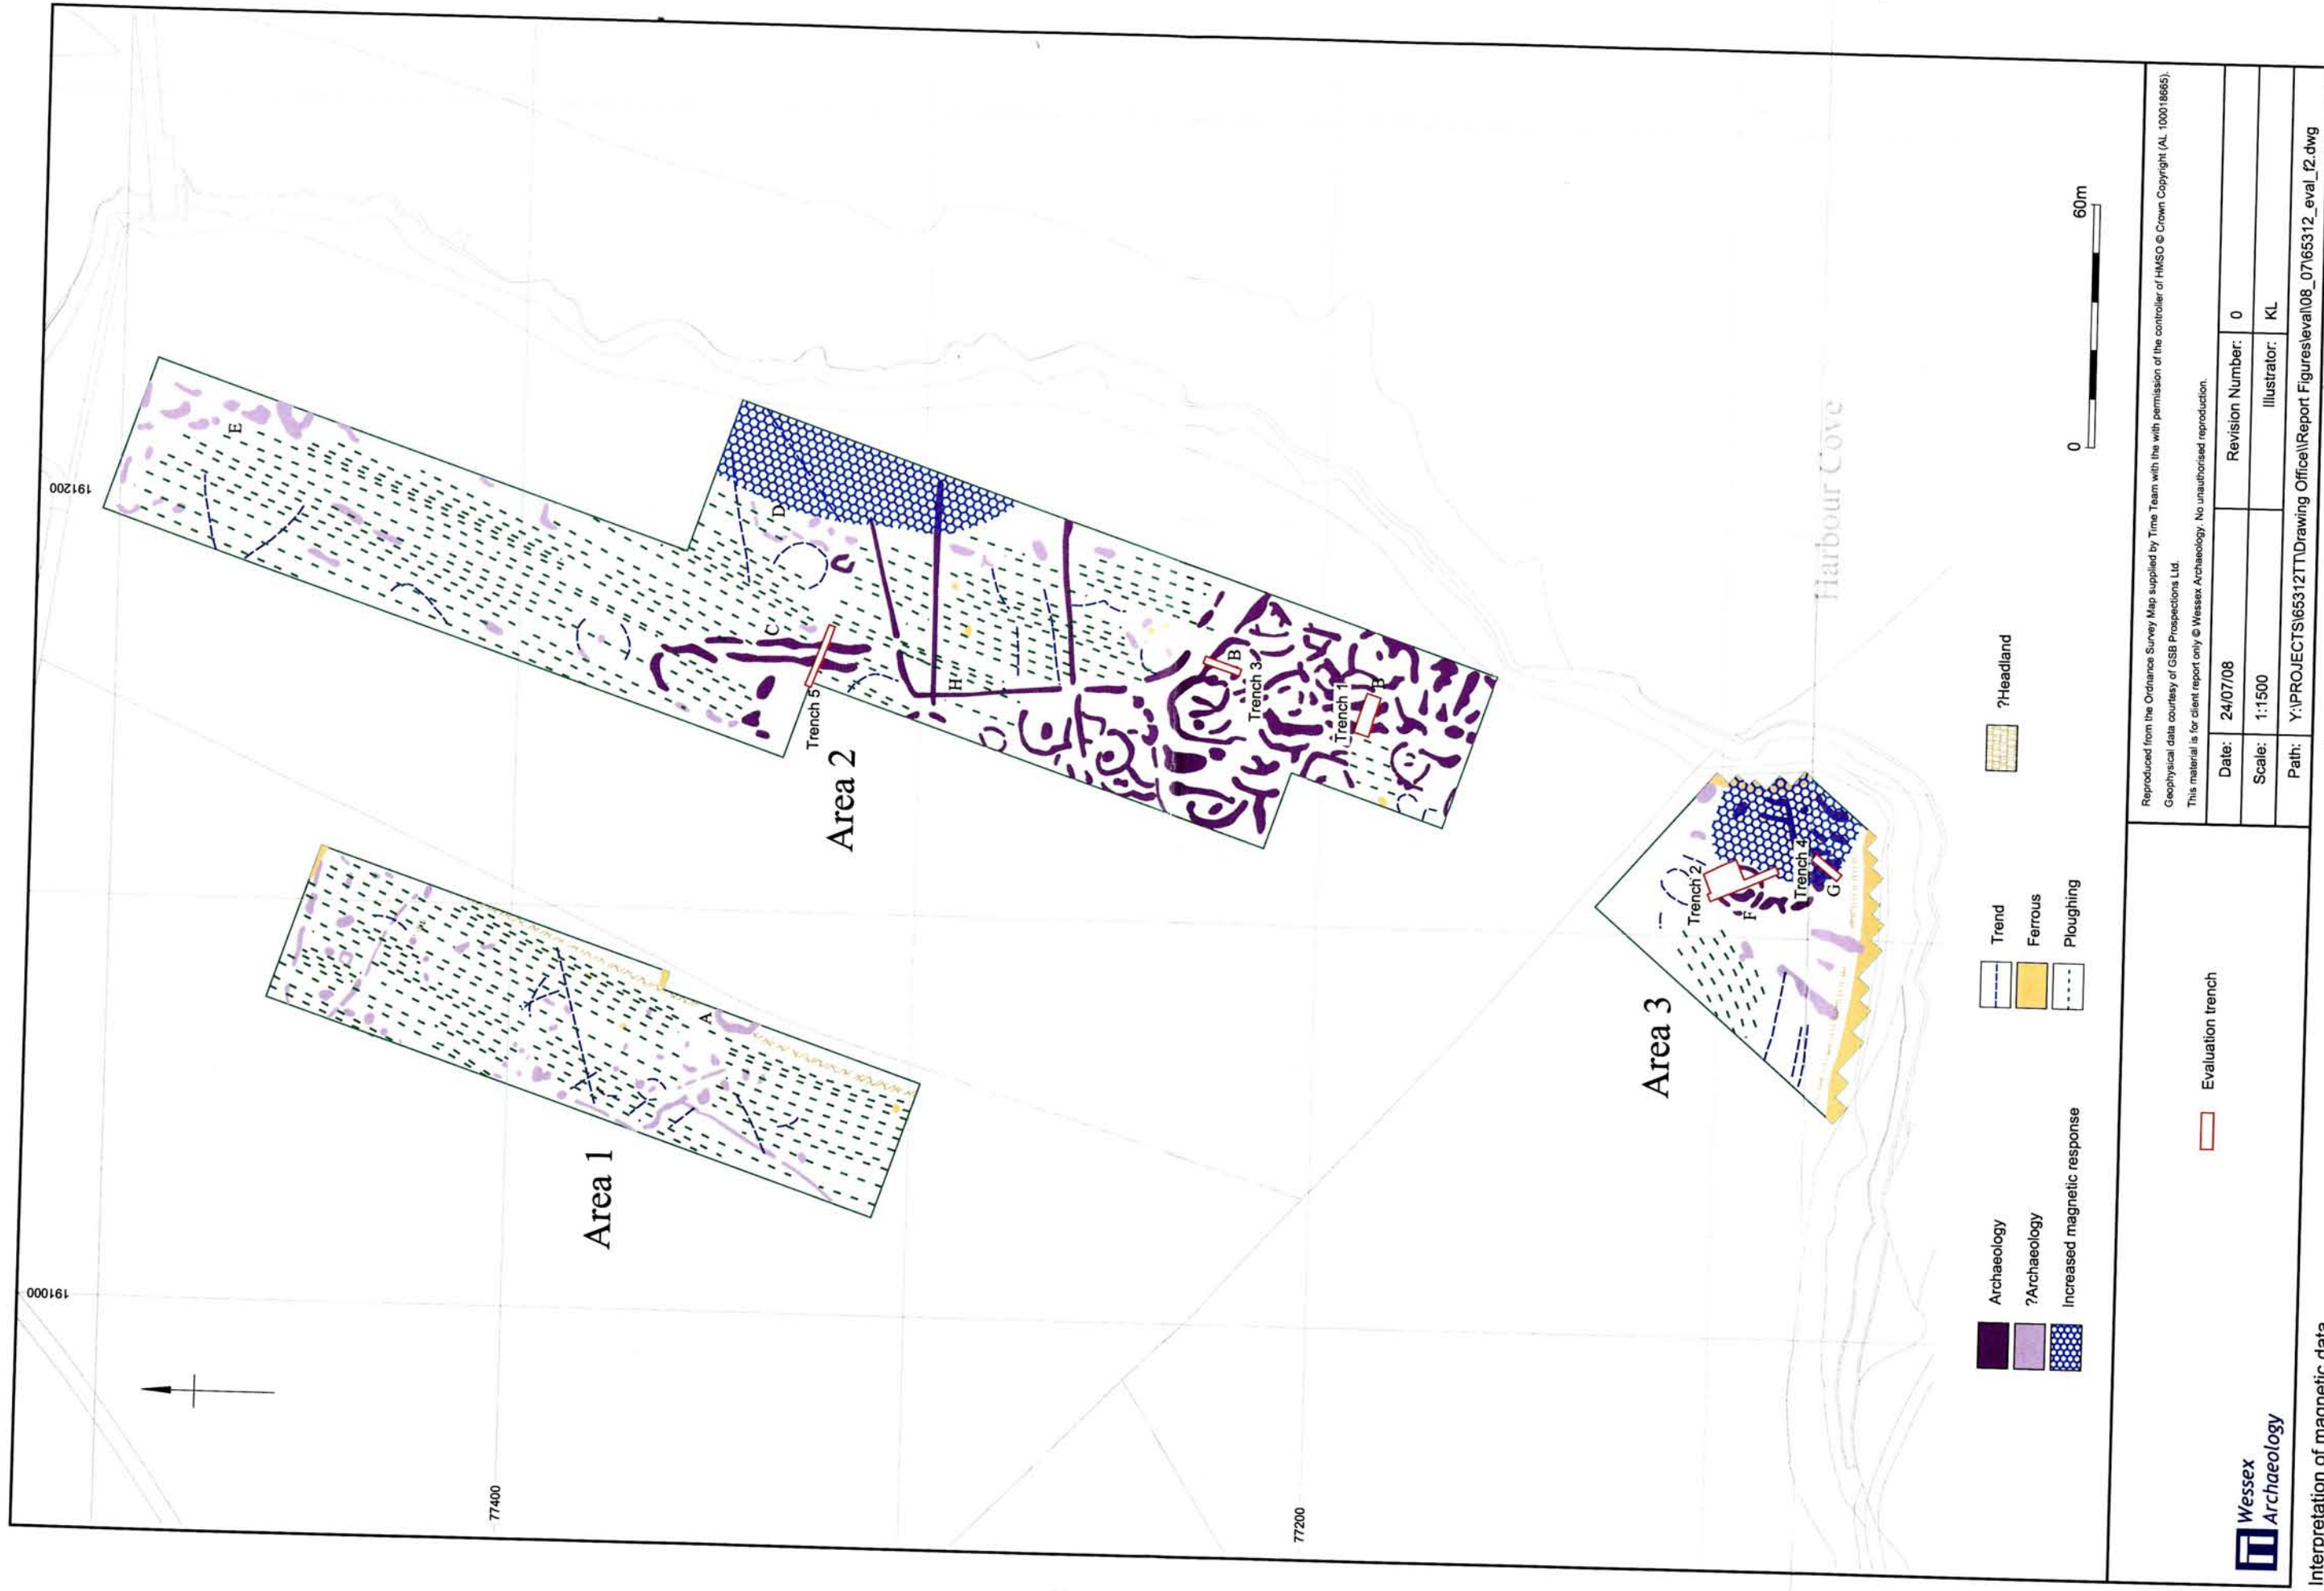 191000
191200
77400
77200
Area 1
A
Area 2
E
D
C
Trench 5
H
B
Trench 3
Trench 1
B
Area 3
Trench 2
F
Trench 4
G
Harbour Cove
0
60m
Archaeology
?Archaeology
Increased magnetic response
Trend
Ferrous
Ploughing
?Headland
Evaluation trench
Wessex
Archaeology
Reproduced from the Ordnance Survey Map supplied by Time Team with the with permission of the controller of HMSO © Crown Copyright (AL 100018665).
Geophysical data courtesy of GSB Prospections Ltd.
This material is for client report only © Wessex Archaeology. No unauthorised reproduction.
Date: 24/07/08 Revision Number: 0
Scale: 1:1500 Illustrator: KL
Path: Y:\PROJECTS\65312TT\Drawing Office\Report Figures\eval\08_07\65312_eval_f2.dwg
Interpretation of magnetic data